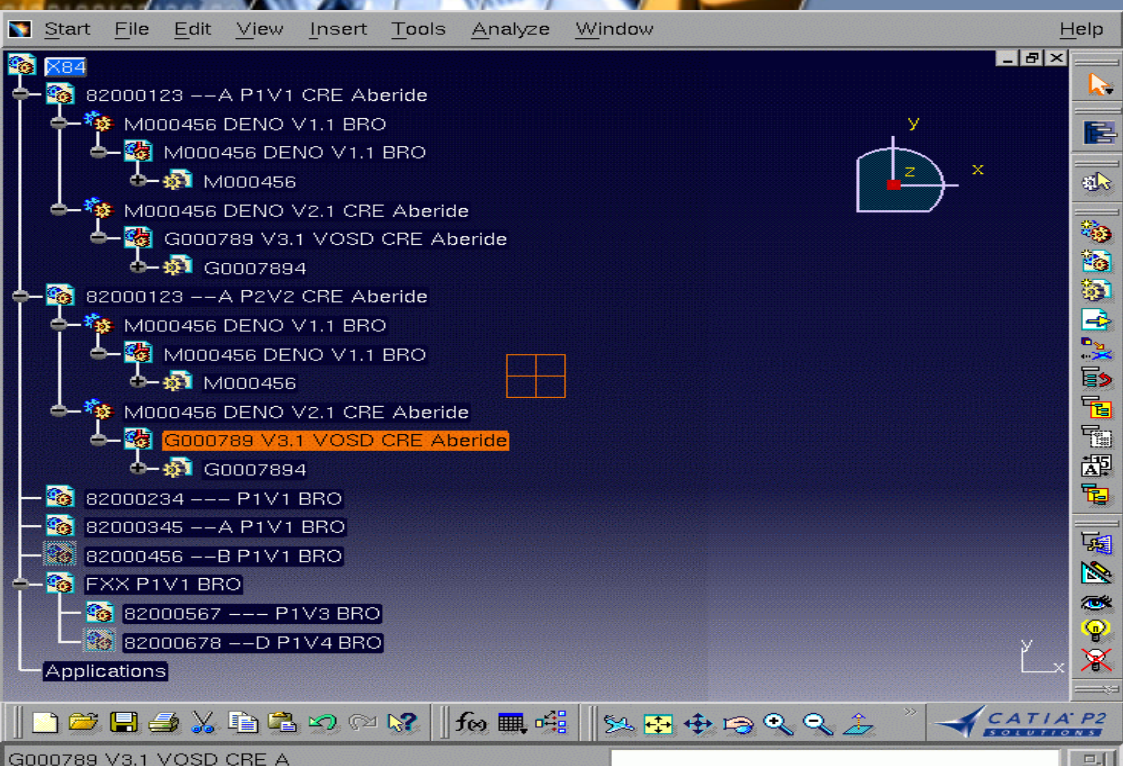 Start File Edit View Insert Tools Analyze Window Help
X84
82000123 --A P1V1 CRE Aberide
M000456 DENO V1.1 BRO
M000456 DENO V1.1 BRO
M000456
M000456 DENO V2.1 CRE Aberide
G000789 V3.1 VOSD CRE Aberide
G0007894
82000123 --A P2V2 CRE Aberide
M000456 DENO V1.1 BRO
M000456 DENO V1.1 BRO
M000456
M000456 DENO V2.1 CRE Aberide
G000789 V3.1 VOSD CRE Aberide
G0007894
82000234 --- P1V1 BRO
82000345 --A P1V1 BRO
82000456 --B P1V1 BRO
FXX P1V1 BRO
82000567 --- P1V3 BRO
82000678 --D P1V4 BRO
Applications
y
x
z
y
x
f(x)
CATIA P2
SOLUTIONS
G000789 V3.1 VOSD CRE A